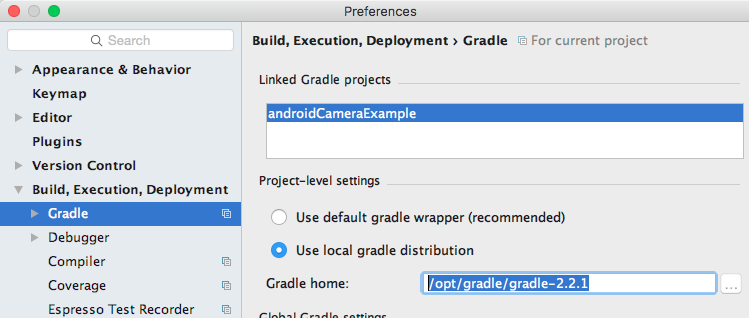 Preferences
Search
Build, Execution, Deployment › Gradle For current project
Appearance & Behavior
Keymap
Editor
Plugins
Version Control
Build, Execution, Deployment
Gradle
Debugger
Compiler
Coverage
Espresso Test Recorder
Linked Gradle projects
androidCameraExample
Project-level settings
Use default gradle wrapper (recommended)
Use local gradle distribution
Gradle home: /opt/gradle/gradle-2.2.1 ...
Global Gradle settings